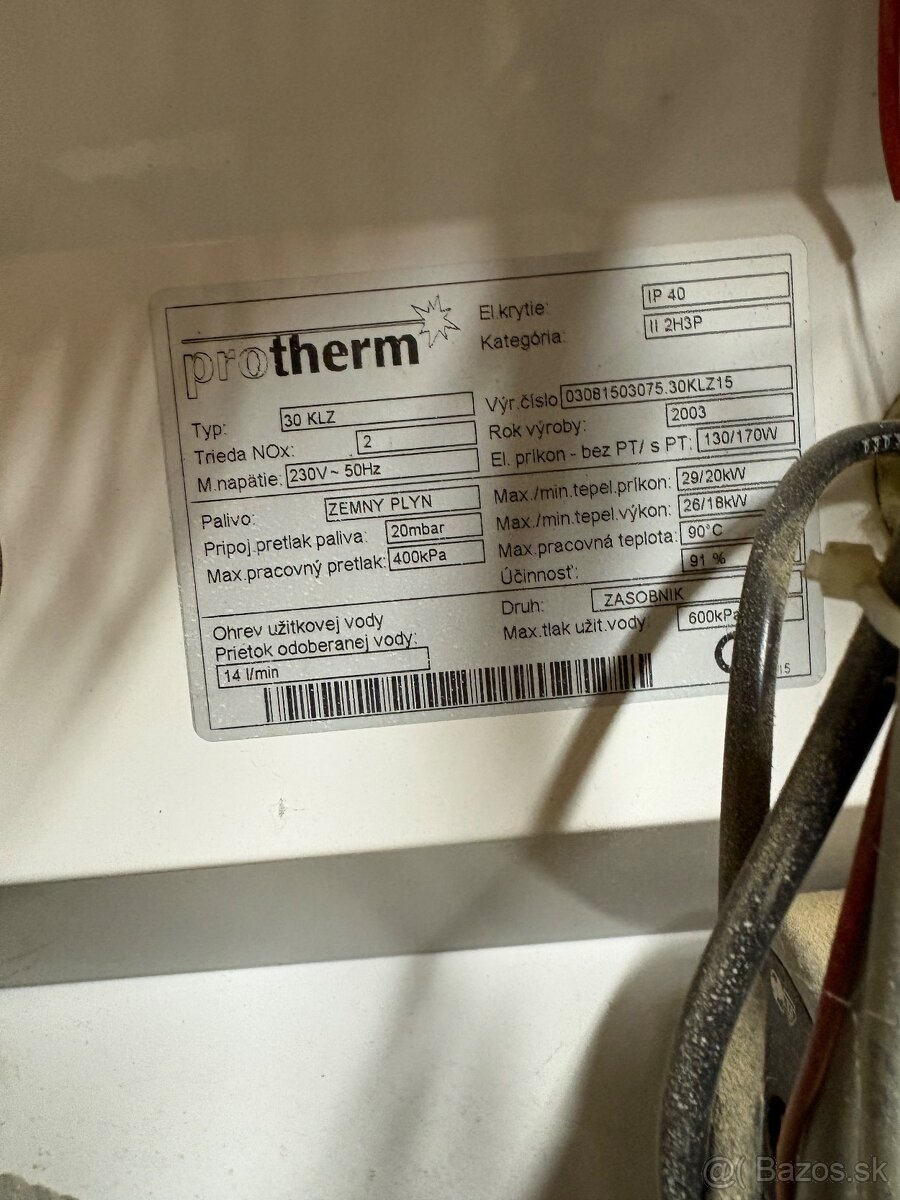 protherm
El.krytie: IP 40
Kategória: II 2H3P
Typ: 30 KLZ
Trieda NOx: 2
M.napätie: 230V ~ 50Hz
Výr.číslo 03081503075.30KLZ15
Rok výroby: 2003
El. príkon - bez PT/ s PT: 130/170W
Palivo: ZEMNY PLYN
Pripoj.pretlak paliva: 20mbar
Max.pracovný pretlak: 400kPa
Max./min.tepel.príkon: 29/20kW
Max./min.tepel.výkon: 26/18kW
Max.pracovná teplota: 90°C
Účinnosť: 91 %
Ohrev užitkovej vody
Prietok odoberanej vody:
14 l/min
Druh: ZASOBNIK
Max.tlak užit.vody 600kPa
15
@ Bazos.sk